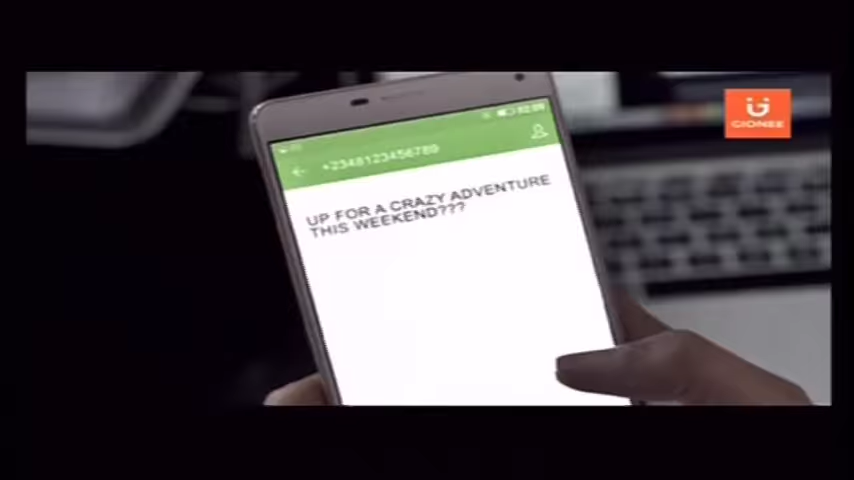 GIONEE
+2348123456789
UP FOR A CRAZY ADVENTURE
THIS WEEKEND???